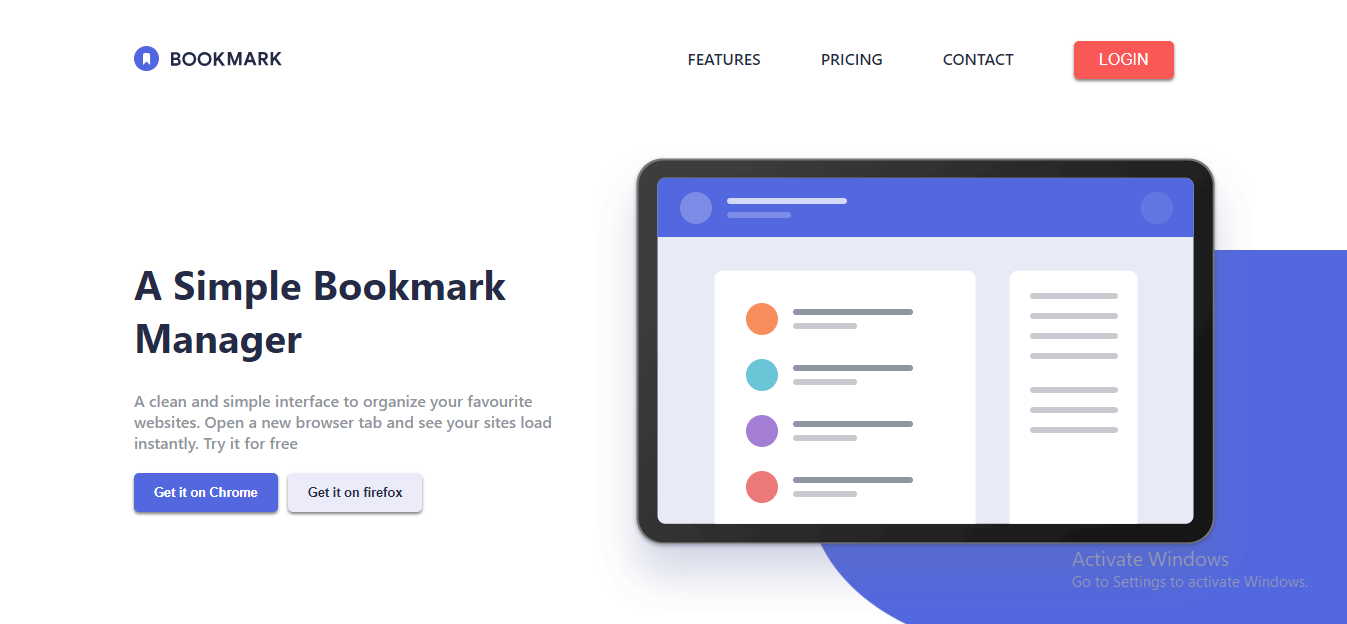 BOOKMARK
FEATURES
PRICING
CONTACT
LOGIN
A Simple Bookmark
Manager
A clean and simple interface to organize your favourite
websites. Open a new browser tab and see your sites load
instantly. Try it for free
Get it on Chrome
Get it on firefox
Activate Windows
Go to Settings to activate Windows.